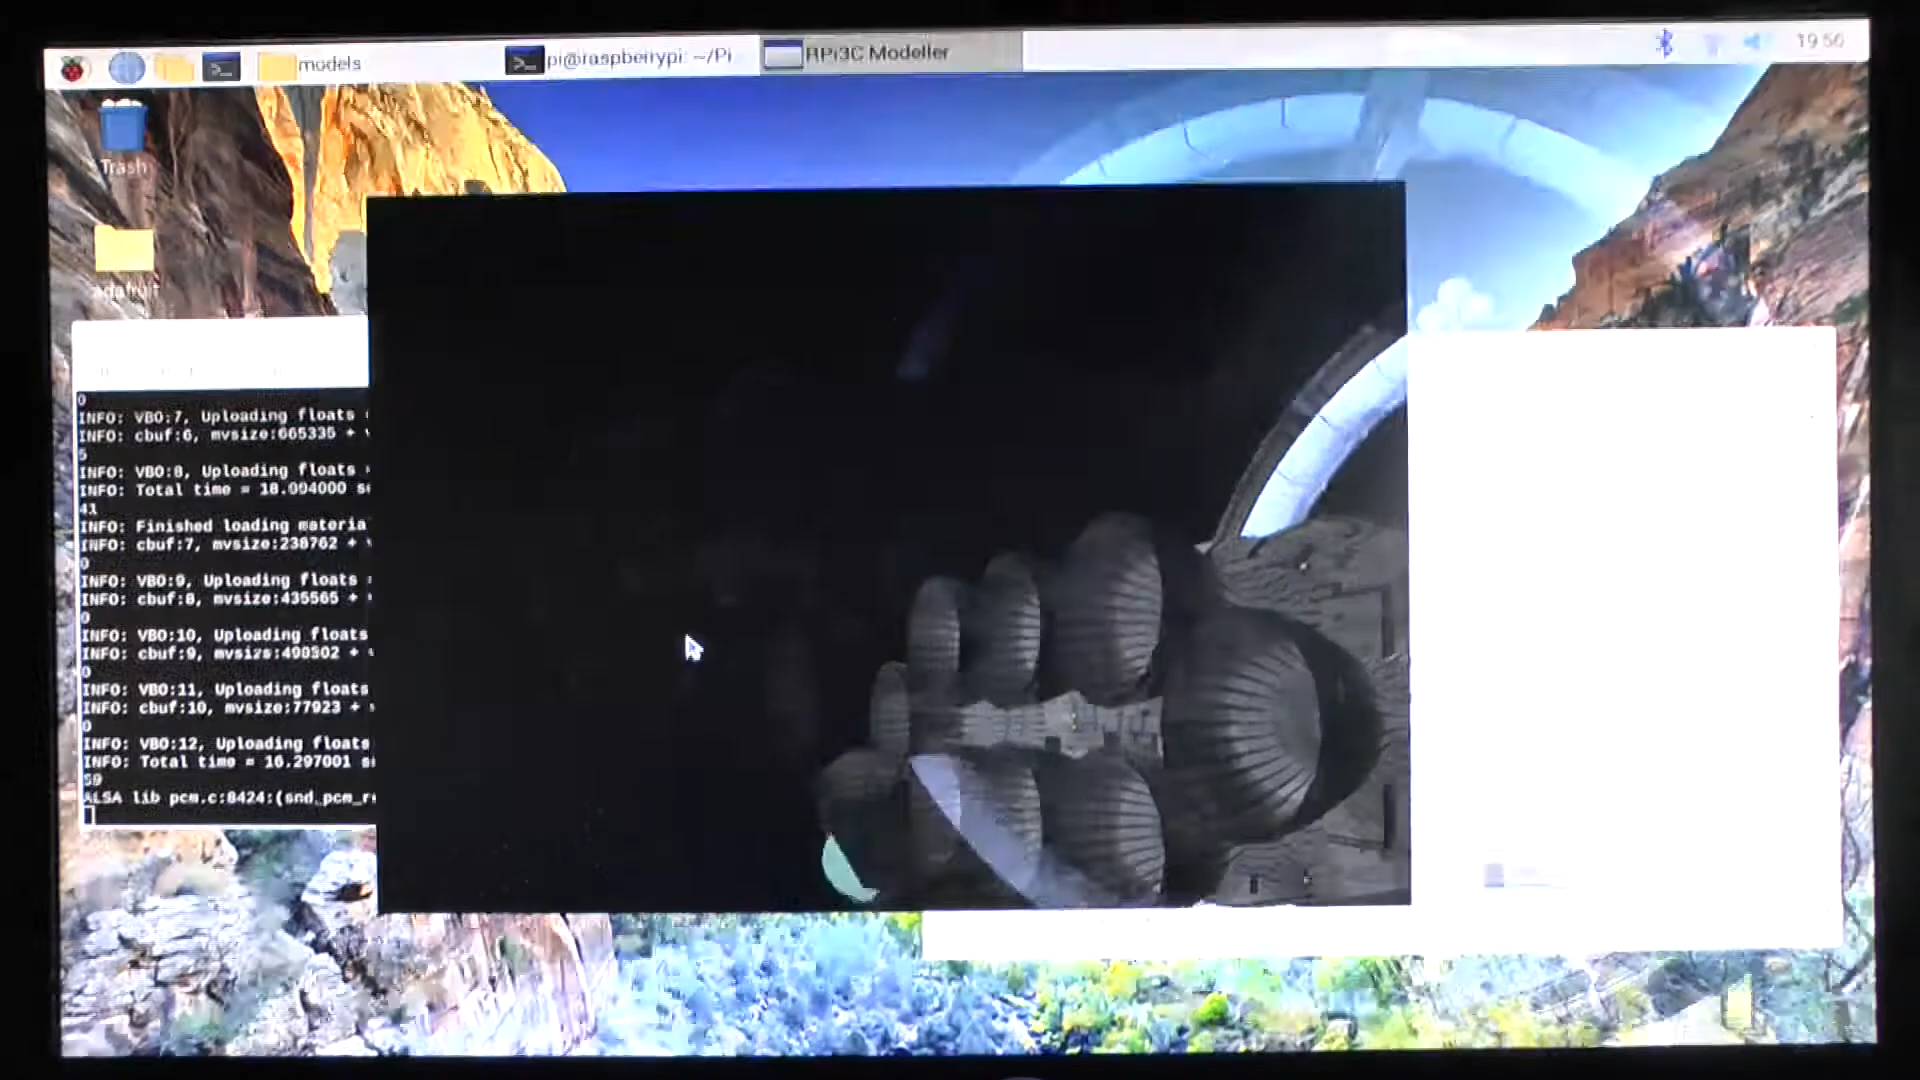 models
pi@raspberrypi: ~/Pi
RPi3C Modeller
19:56
Trash
adafruit
0
INFO: VBO:7, Uploading floats
INFO: cbuf:6, mvsize:665335 +
5
INFO: VBO:8, Uploading floats
INFO: Total time = 18.094000 se
41
INFO: Finished loading materia
INFO: cbuf:7, mvsize:238762 +
0
INFO: VBO:9, Uploading floats =
INFO: cbuf:8, mvsize:435565 +
0
INFO: VBO:10, Uploading floats
INFO: cbuf:9, mvsize:490302 +
0
INFO: VBO:11, Uploading floats
INFO: cbuf:10, mvsize:77923 +
0
INFO: VBO:12, Uploading floats
INFO: Total time = 16.297001 se
59
ALSA lib pcm.c:8424:(snd_pcm_r